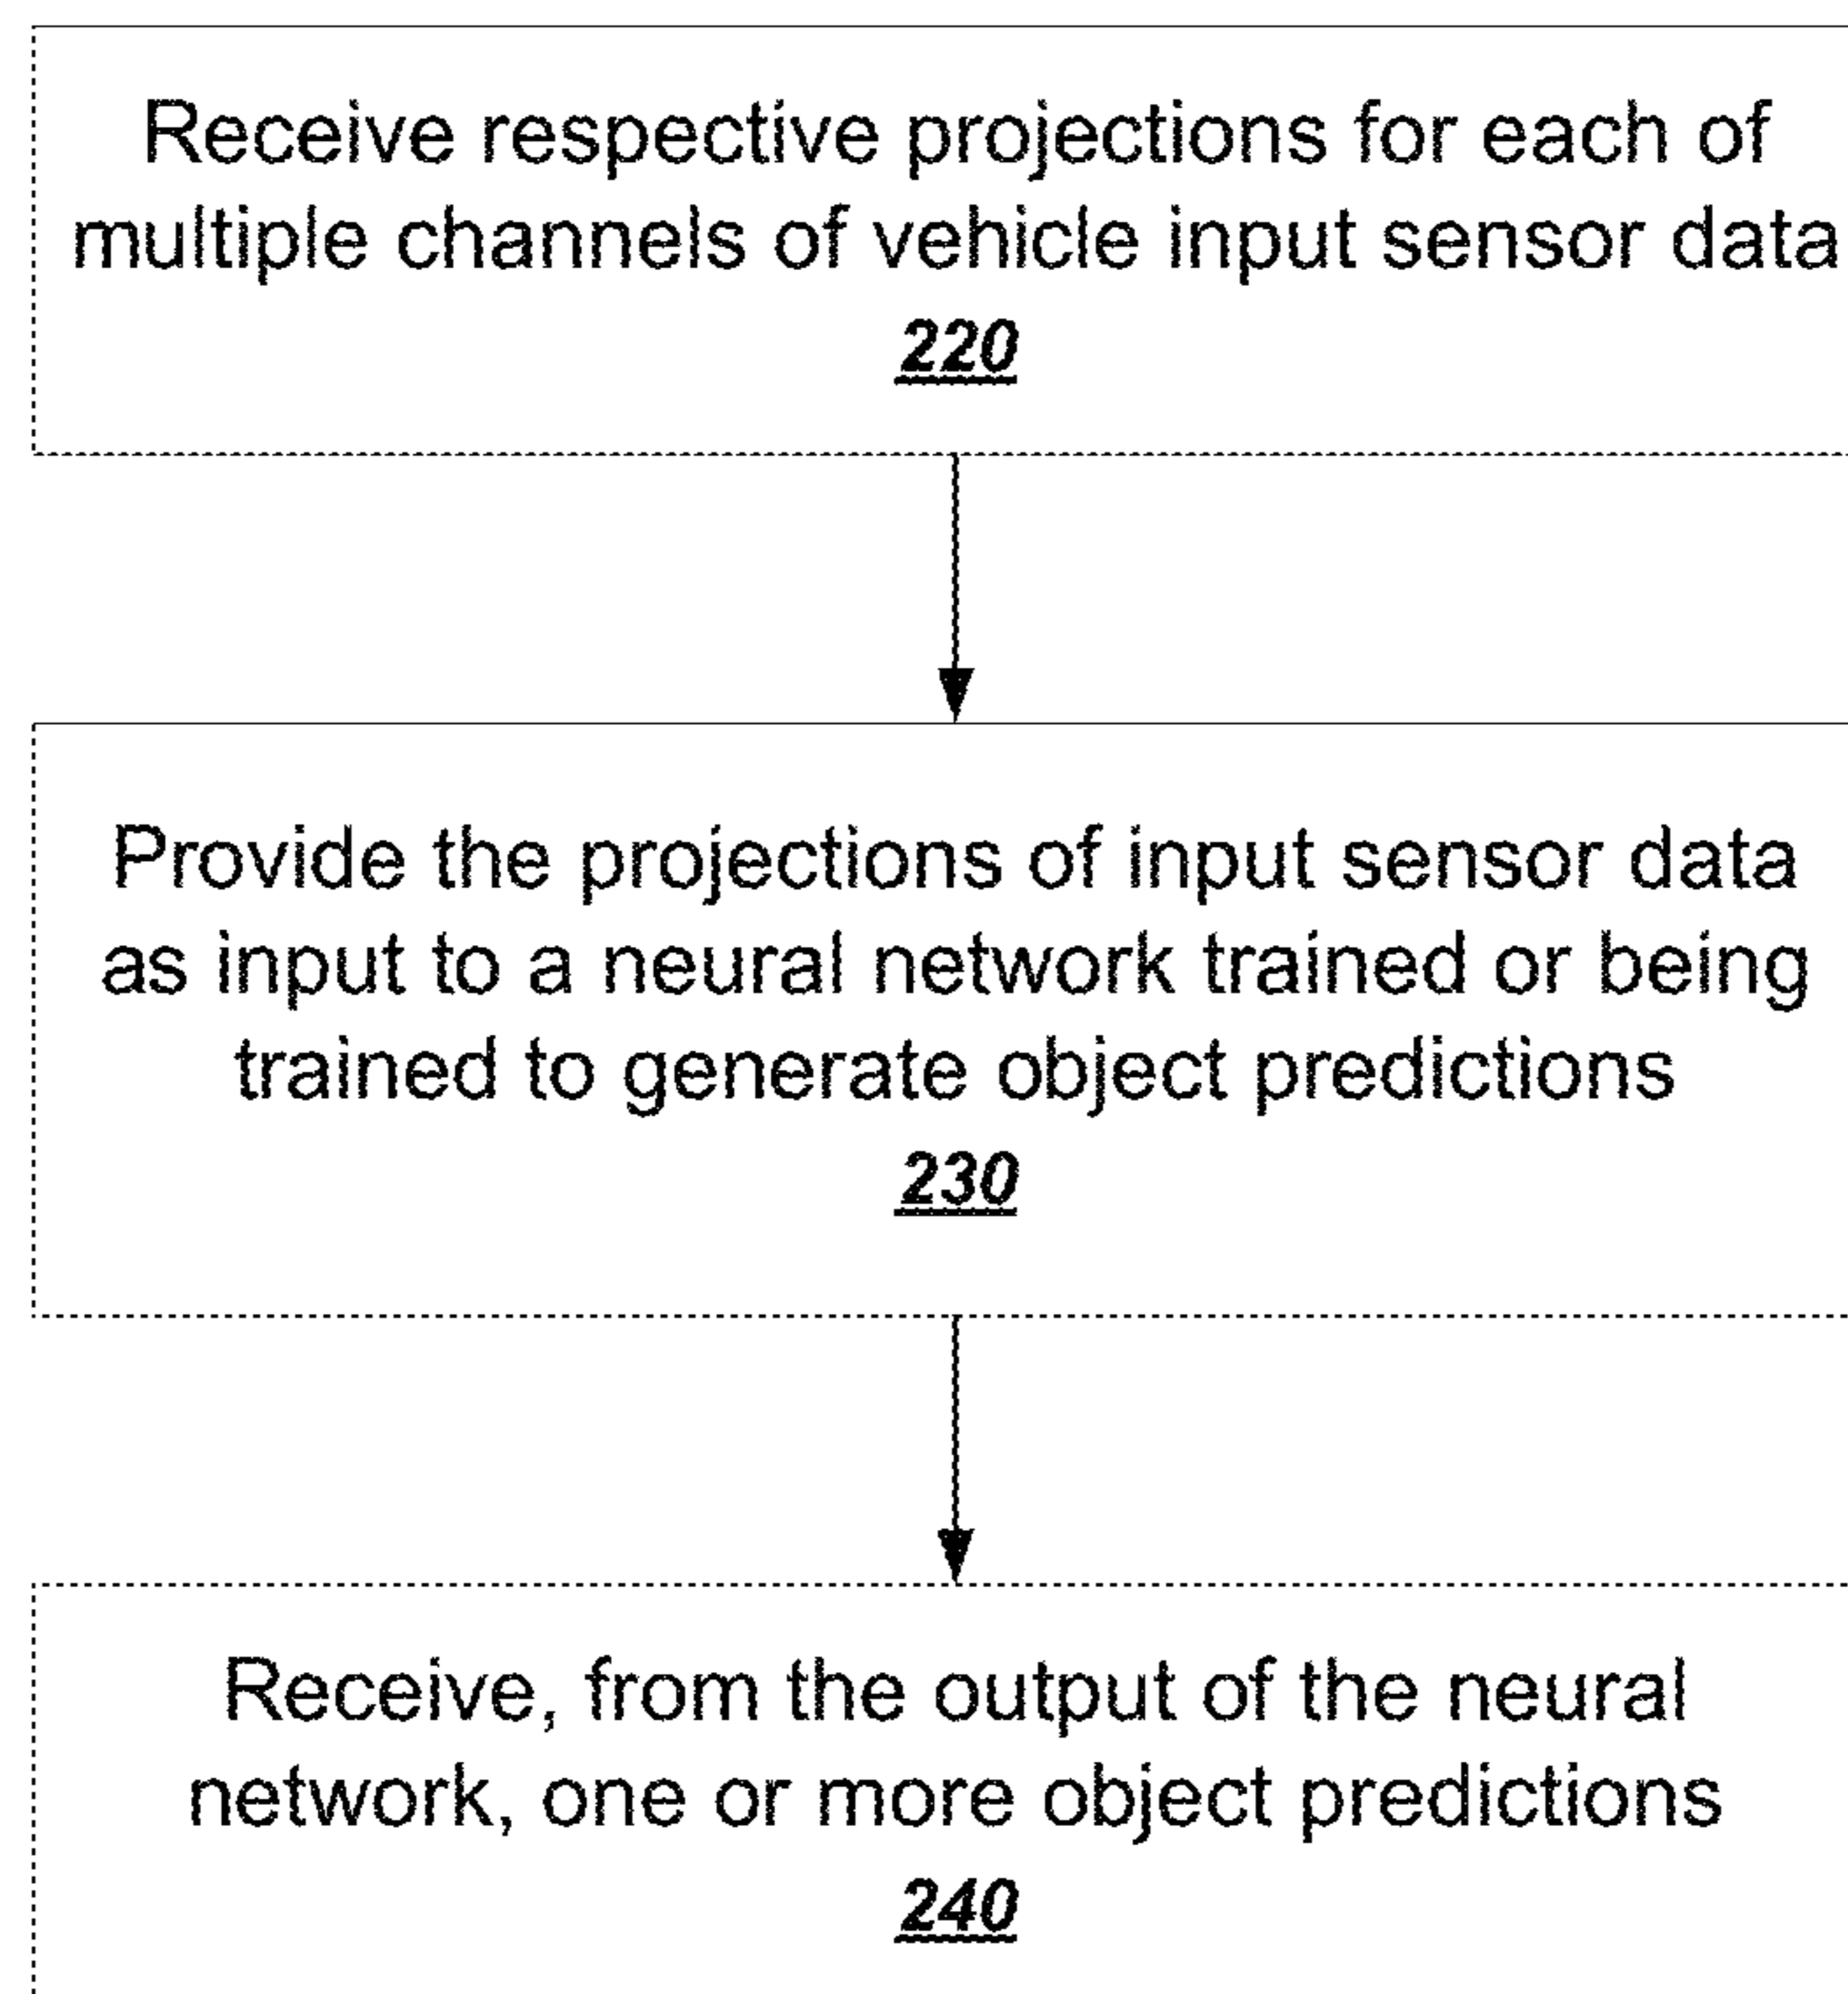 Receive respective projections for each of
multiple channels of vehicle input sensor data
220
Provide the projections of input sensor data
as input to a neural network trained or being
trained to generate object predictions
230
Receive, from the output of the neural
network, one or more object predictions
240